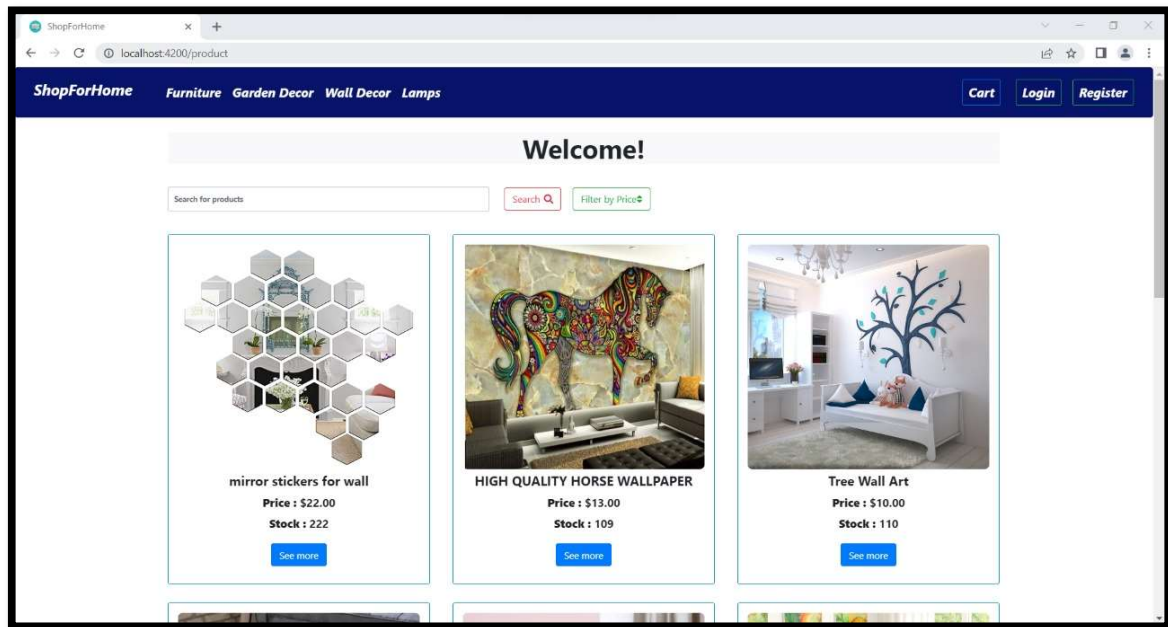 ShopForHome
localhost:4200/product
ShopForHome Furniture Garden Decor Wall Decor Lamps Cart Login Register
Welcome!
Search for products Search Filter by Price
mirror stickers for wall HIGH QUALITY HORSE WALLPAPER Tree Wall Art
Price : $22.00 Price : $13.00 Price : $10.00
Stock : 222 Stock : 109 Stock : 110
See more See more See more